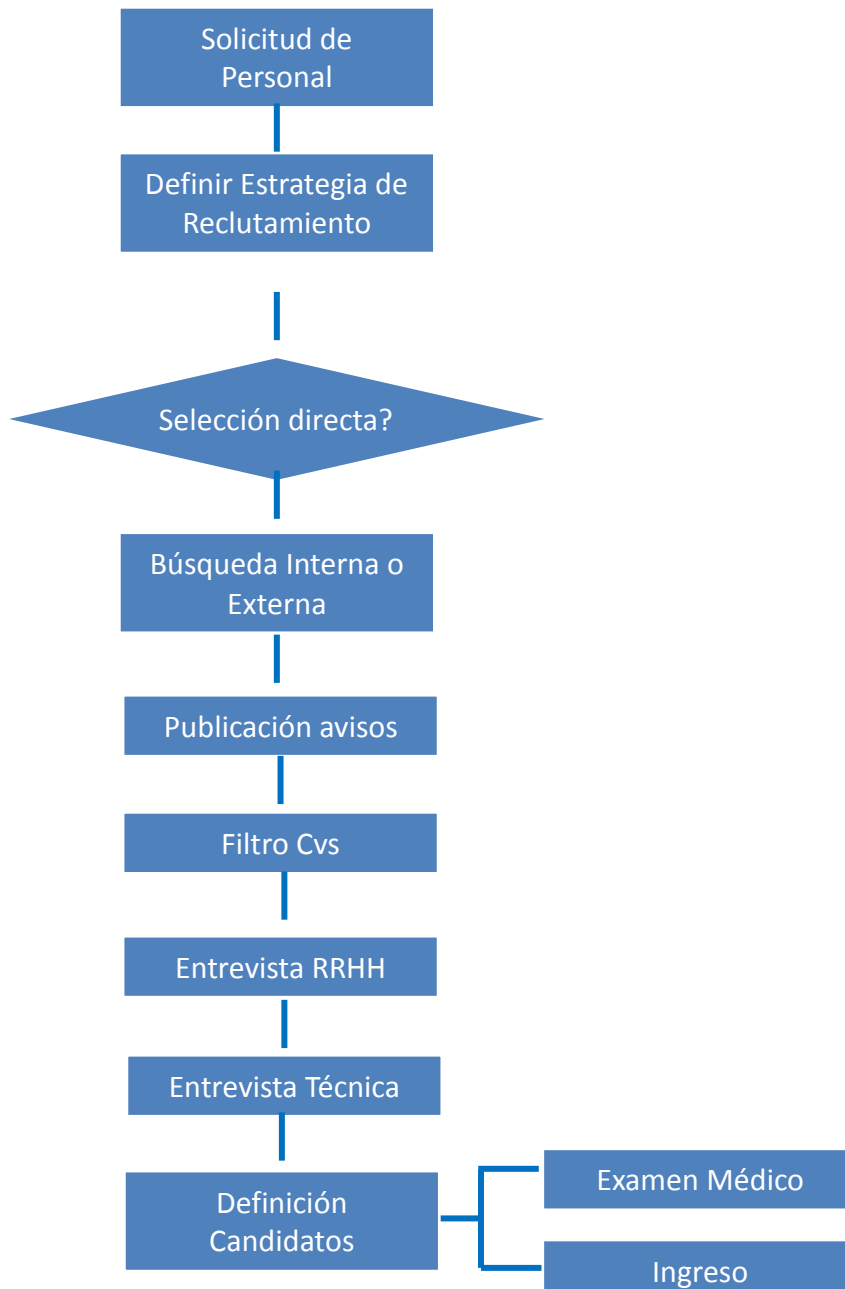 Solicitud de
Personal
Definir Estrategia de
Reclutamiento
Selección directa?
Búsqueda Interna o
Externa
Publicación avisos
Filtro Cvs
Entrevista RRHH
Entrevista Técnica
Definición
Candidatos
Examen Médico
Ingreso